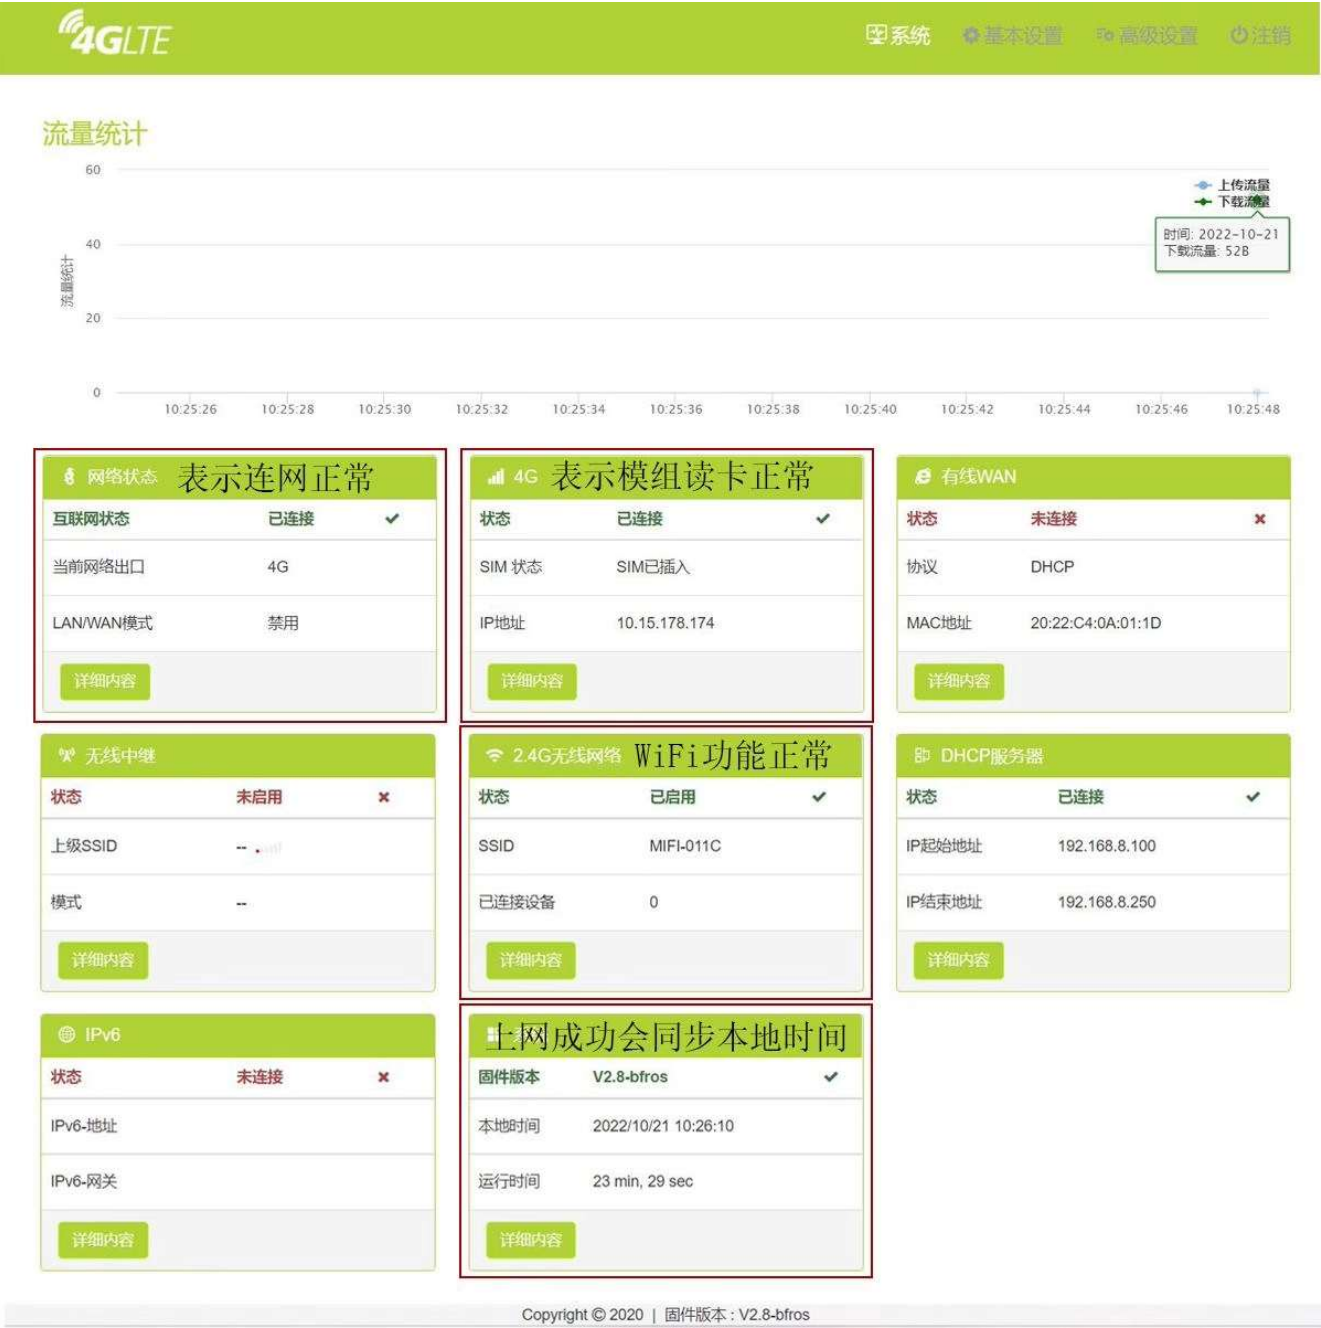 4GLTE
系统 基本设置 高级设置 注销
流量统计
60
40
20
0
流量统计
上传流量
下载流量
时间: 2022-10-21
下载流量: 52B
10:25:26 10:25:28 10:25:30 10:25:32 10:25:34 10:25:36 10:25:38 10:25:40 10:25:42 10:25:44 10:25:46 10:25:48
网络状态 表示连网正常
互联网状态 已连接
当前网络出口 4G
LAN/WAN模式 禁用
详细内容
4G 表示模组读卡正常
状态 已连接
SIM 状态 SIM已插入
IP地址 10.15.178.174
详细内容
有线WAN
状态 未连接
协议 DHCP
MAC地址 20:22:C4:0A:01:1D
详细内容
无线中继
状态 未启用
上级SSID --
模式 --
详细内容
2.4G无线网络 WiFi功能正常
状态 已启用
SSID MIFI-011C
已连接设备 0
详细内容
DHCP服务器
状态 已连接
IP起始地址 192.168.8.100
IP结束地址 192.168.8.250
详细内容
IPv6
状态 未连接
IPv6-地址
IPv6-网关
详细内容
上网成功会同步本地时间
固件版本 V2.8-bfros
本地时间 2022/10/21 10:26:10
运行时间 23 min, 29 sec
详细内容
Copyright © 2020 | 固件版本 : V2.8-bfros